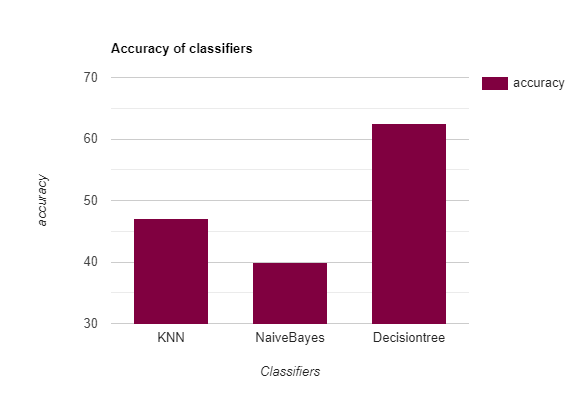 Accuracy of classifiers
70
60
50
40
30
accuracy
accuracy
KNN NaiveBayes Decisiontree
Classifiers